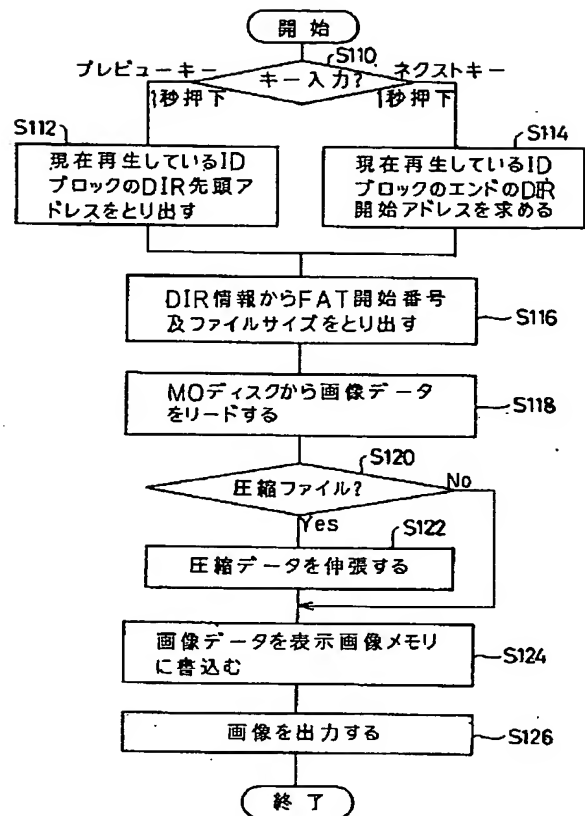 開始
S110
プレビューキー
キー入力?
ネクストキー
1秒押下
1秒押下
S112
S114
現在再生しているID
ブロックのDIR先頭ア
ドレスをとり出す
現在再生しているID
ブロックのエンドのDIR
開始アドレスを求める
DIR情報からFAT開始番号
及ファイルサイズをとり出す
S116
MOディスクから画像データ
をリードする
S118
S120
圧縮ファイル?
No
Yes
S122
圧縮データを伸張する
画像データを表示画像メモリ
に書込む
S124
画像を出力する
S126
終了